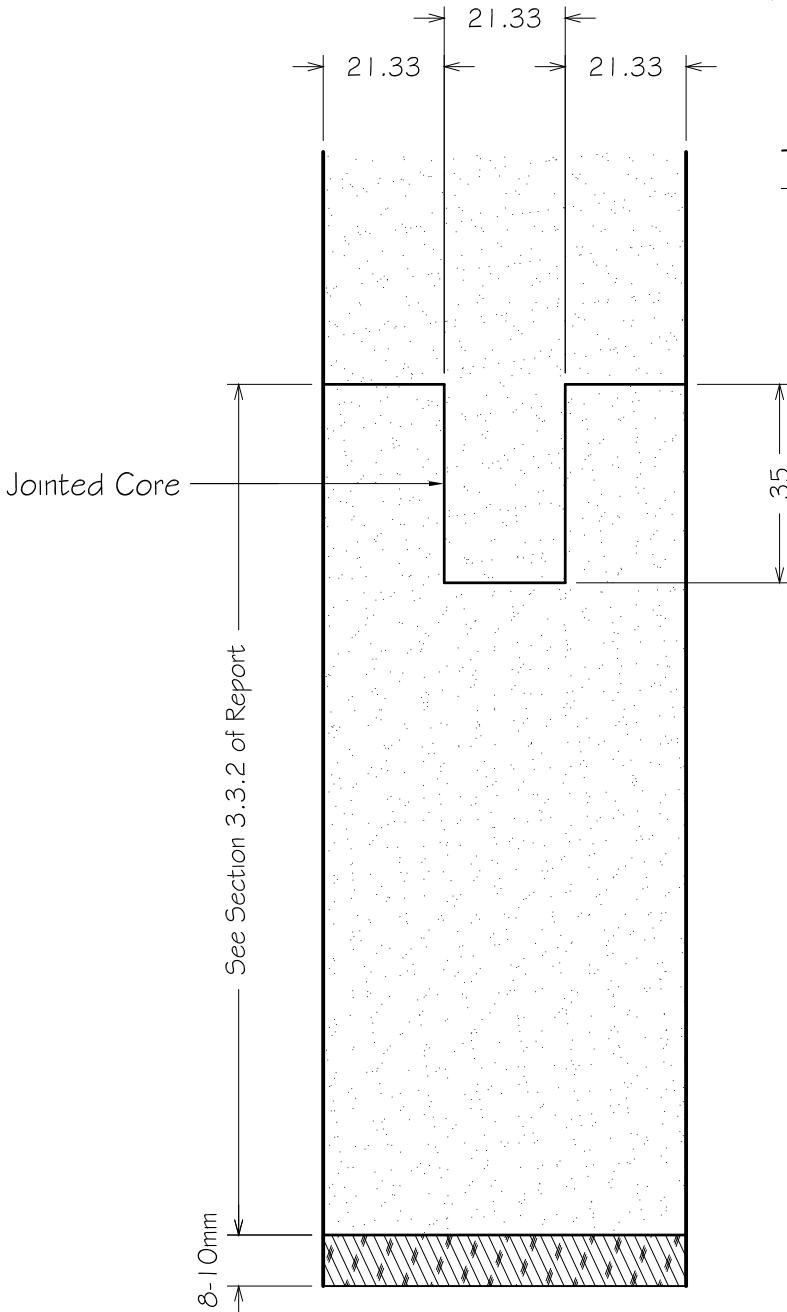 21.33
21.33
21.33
Jointed Core
35
See Section 3.3.2 of Report
8-10mm